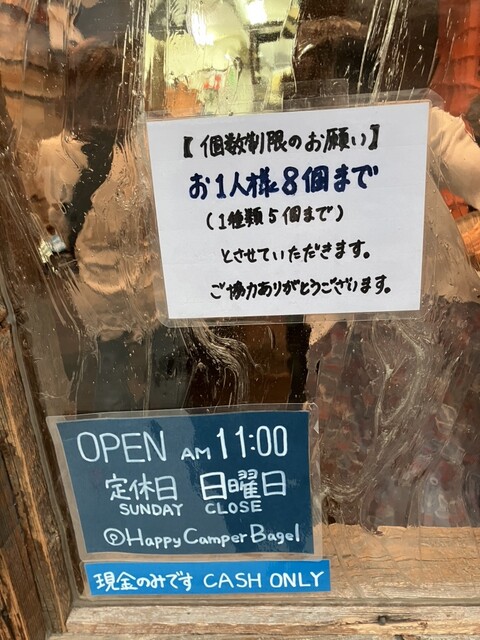 【個数制限のお願い】
お1人様8個まで
(1種類5個まで)
とさせていただきます。
ご協力ありがとうございます。
OPEN AM 11:00
定休日 日曜日
SUNDAY CLOSE
@HappyCamperBagel
現金のみです CASH ONLY